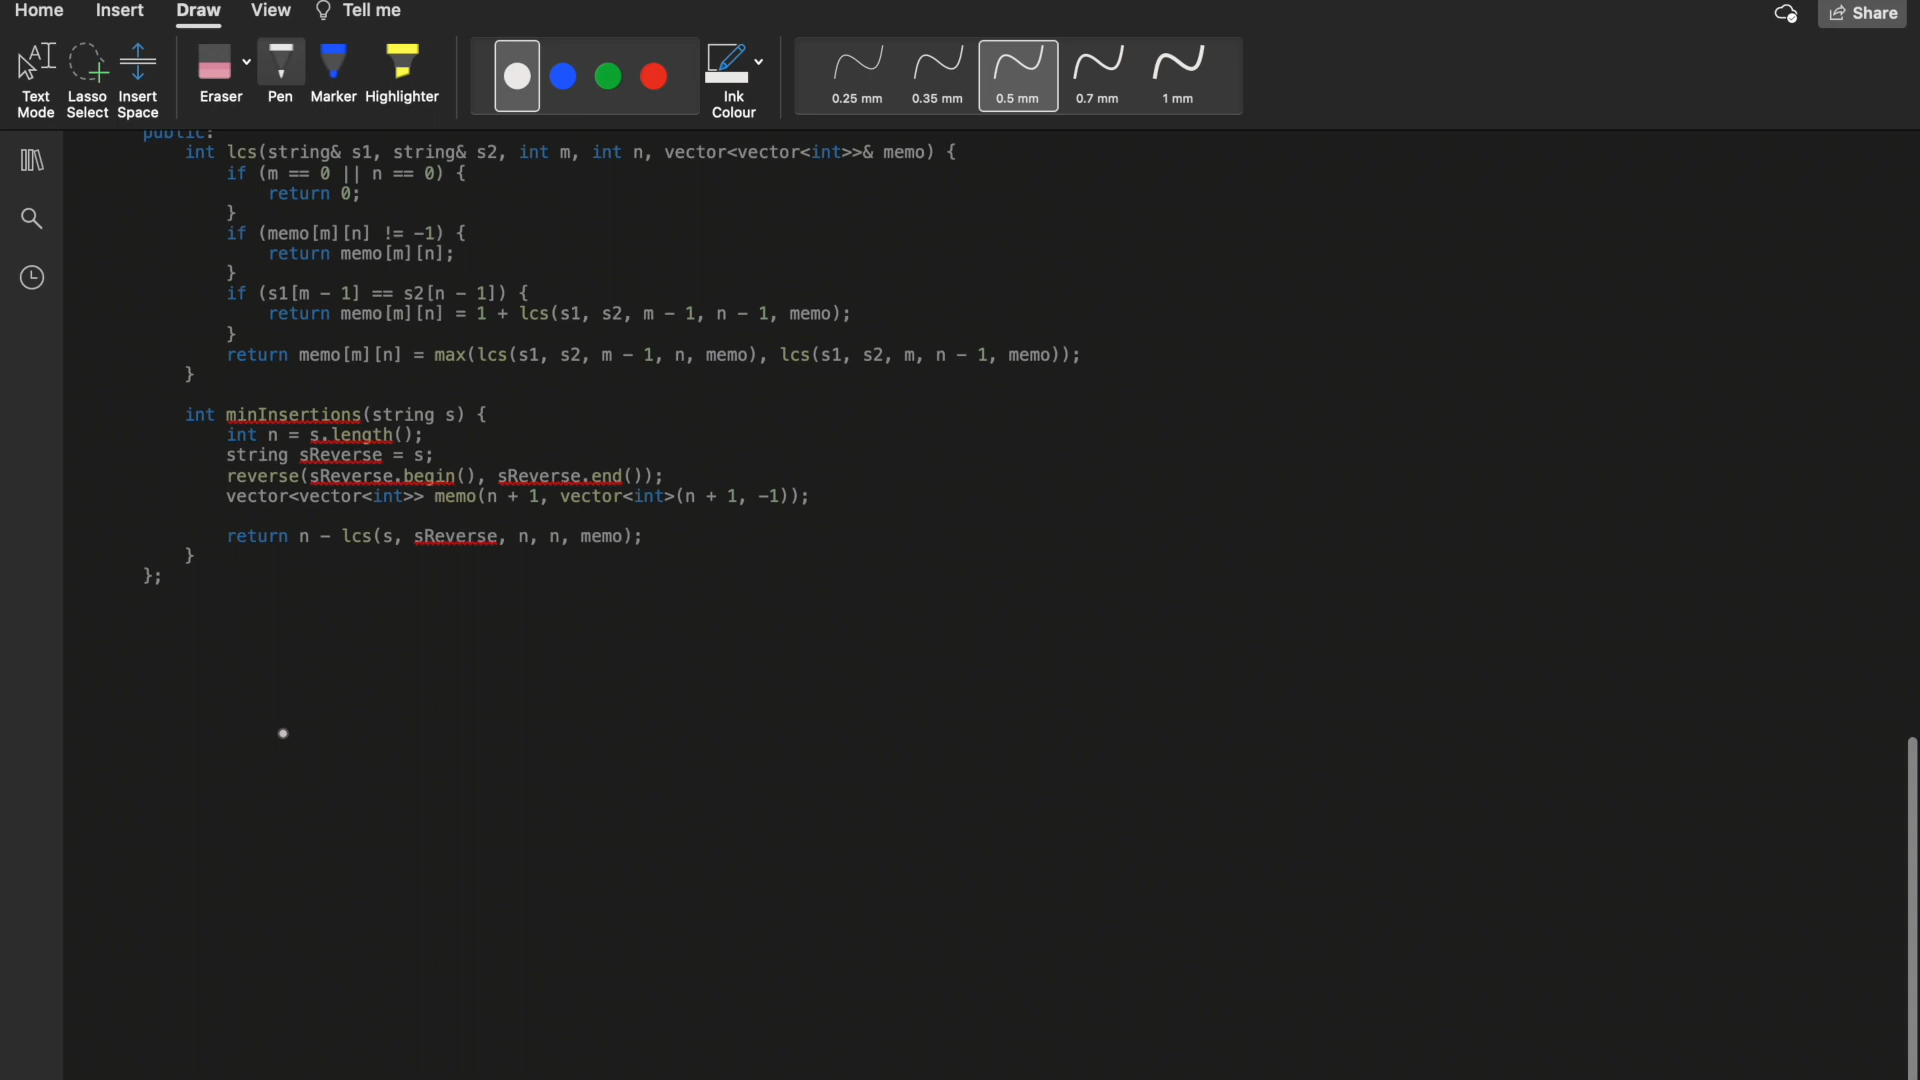 Home Insert Draw View Tell me Share
Text Mode Lasso Select Insert Space Eraser Pen Marker Highlighter Ink Colour 0.25 mm 0.35 mm 0.5 mm 0.7 mm 1 mm
public:
    int lcs(string& s1, string& s2, int m, int n, vector<vector<int>>& memo) {
        if (m == 0 || n == 0) {
            return 0;
        }
        if (memo[m][n] != -1) {
            return memo[m][n];
        }
        if (s1[m - 1] == s2[n - 1]) {
            return memo[m][n] = 1 + lcs(s1, s2, m - 1, n - 1, memo);
        }
        return memo[m][n] = max(lcs(s1, s2, m - 1, n, memo), lcs(s1, s2, m, n - 1, memo));
    }

    int minInsertions(string s) {
        int n = s.length();
        string sReverse = s;
        reverse(sReverse.begin(), sReverse.end());
        vector<vector<int>> memo(n + 1, vector<int>(n + 1, -1));

        return n - lcs(s, sReverse, n, n, memo);
    }
};